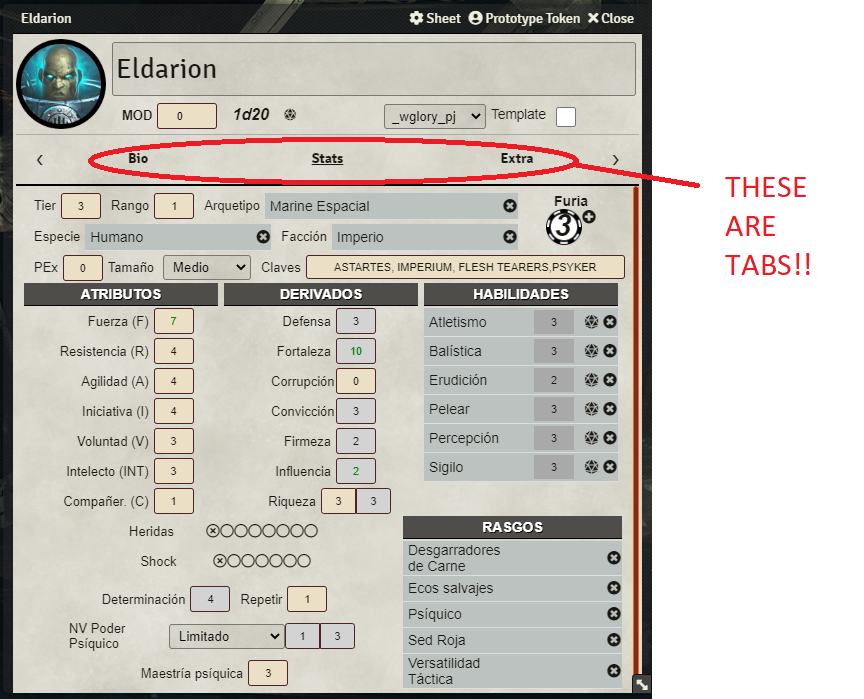 Eldarion
Sheet Prototype Token Close
Eldarion
MOD 0 1d20 _wglory_pj Template
Bio Stats Extra
THESE
ARE
TABS!!
Tier 3 Rango 1 Arquetipo Marine Espacial
Furia
3
Especie Humano Facción Imperio
PEx 0 Tamaño Medio Claves ASTARTES, IMPERIUM, FLESH TEARERS,PSYKER
ATRIBUTOS
Fuerza (F) 7
Resistencia (R) 4
Agilidad (A) 4
Iniciativa (I) 4
Voluntad (V) 3
Intelecto (INT) 3
Compañer. (C) 1
DERIVADOS
Defensa 3
Fortaleza 10
Corrupción 0
Convicción 3
Firmeza 2
Influencia 2
Riqueza 3 3
HABILIDADES
Atletismo 3
Balística 3
Erudición 2
Pelear 3
Percepción 3
Sigilo 3
Heridas
Shock
Determinación 4 Repetir 1
NV Poder
Psíquico Limitado 1 3
Maestría psíquica 3
RASGOS
Desgarradores
de Carne
Ecos salvajes
Psíquico
Sed Roja
Versatilidad
Táctica